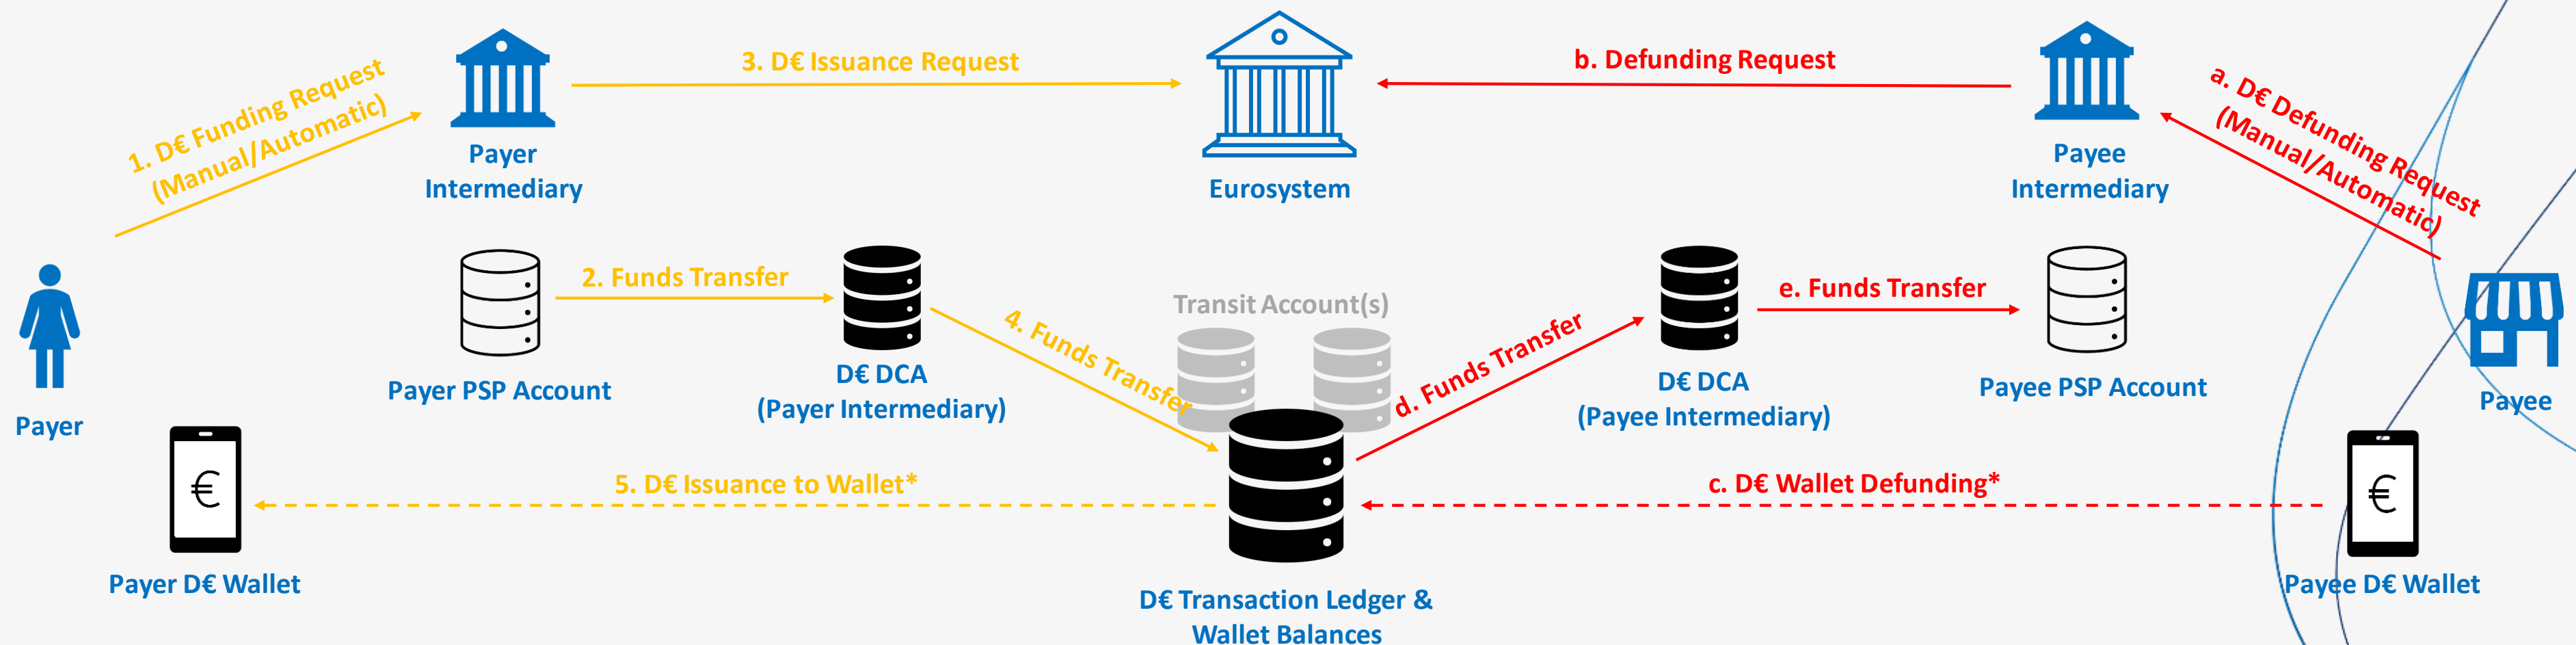 1. D€ Funding Request
(Manual/Automatic)
Payer
Intermediary
3. D€ Issuance Request
Eurosystem
b. Defunding Request
Payee
Intermediary
a. D€ Defunding Request
(Manual/Automatic)
Payer
Payer PSP Account
2. Funds Transfer
D€ DCA
(Payer Intermediary)
4. Funds Transfer
Transit Account(s)
d. Funds Transfer
D€ DCA
(Payee Intermediary)
e. Funds Transfer
Payee PSP Account
Payee
€
Payer D€ Wallet
5. D€ Issuance to Wallet*
D€ Transaction Ledger &
Wallet Balances
c. D€ Wallet Defunding*
€
Payee D€ Wallet